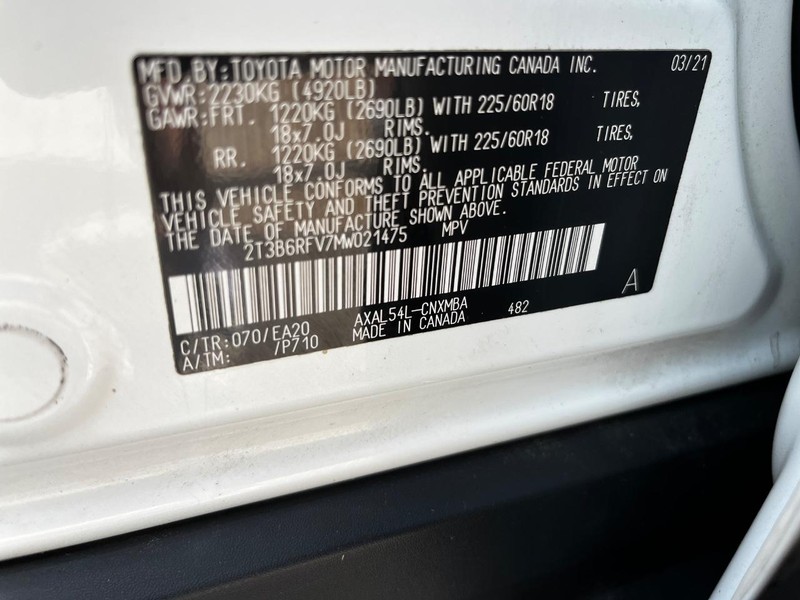 MFD.BY:TOYOTA MOTOR MANUFACTURING CANADA INC. 03/21
GVWR:2230KG (4920LB)
GAWR:FRT. 1220KG (2690LB) WITH 225/60R18 TIRES,
18x7.0J RIMS.
RR. 1220KG (2690LB) WITH 225/60R18 TIRES,
18x7.0J RIMS.
THIS VEHICLE CONFORMS TO ALL APPLICABLE FEDERAL MOTOR
VEHICLE SAFETY AND THEFT PREVENTION STANDARDS IN EFFECT ON
THE DATE OF MANUFACTURE SHOWN ABOVE.
2T3B6RFV7MW021475 MPV
A
C/TR:070/EA20 AXAL54L-CNXMBA 482
A/TM: /P710 MADE IN CANADA